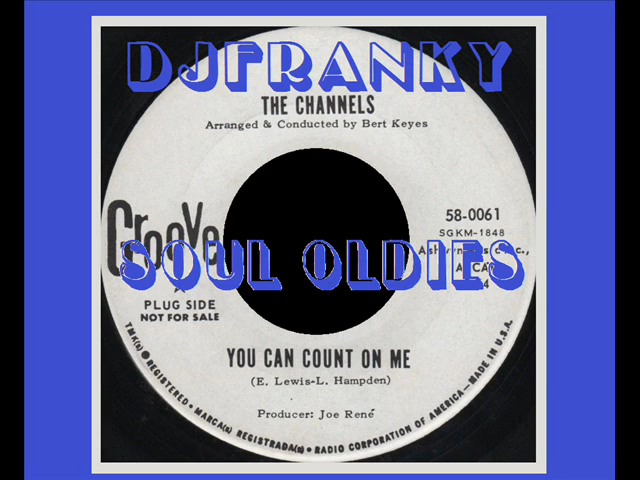 DJFRANKY
THE CHANNELS
Arranged & Conducted by Bert Keyes
Groove
58-0061
SGKM-1848
SOUL OLDIES
PLUG SIDE
NOT FOR SALE
YOU CAN COUNT ON ME
(E. Lewis-L. Hampden)
Producer: Joe René
TMK(s) ● REGISTERED • MARCA(s) REGISTRADA(s) ● RADIO CORPORATION OF AMERICA—MADE IN U.S.A.